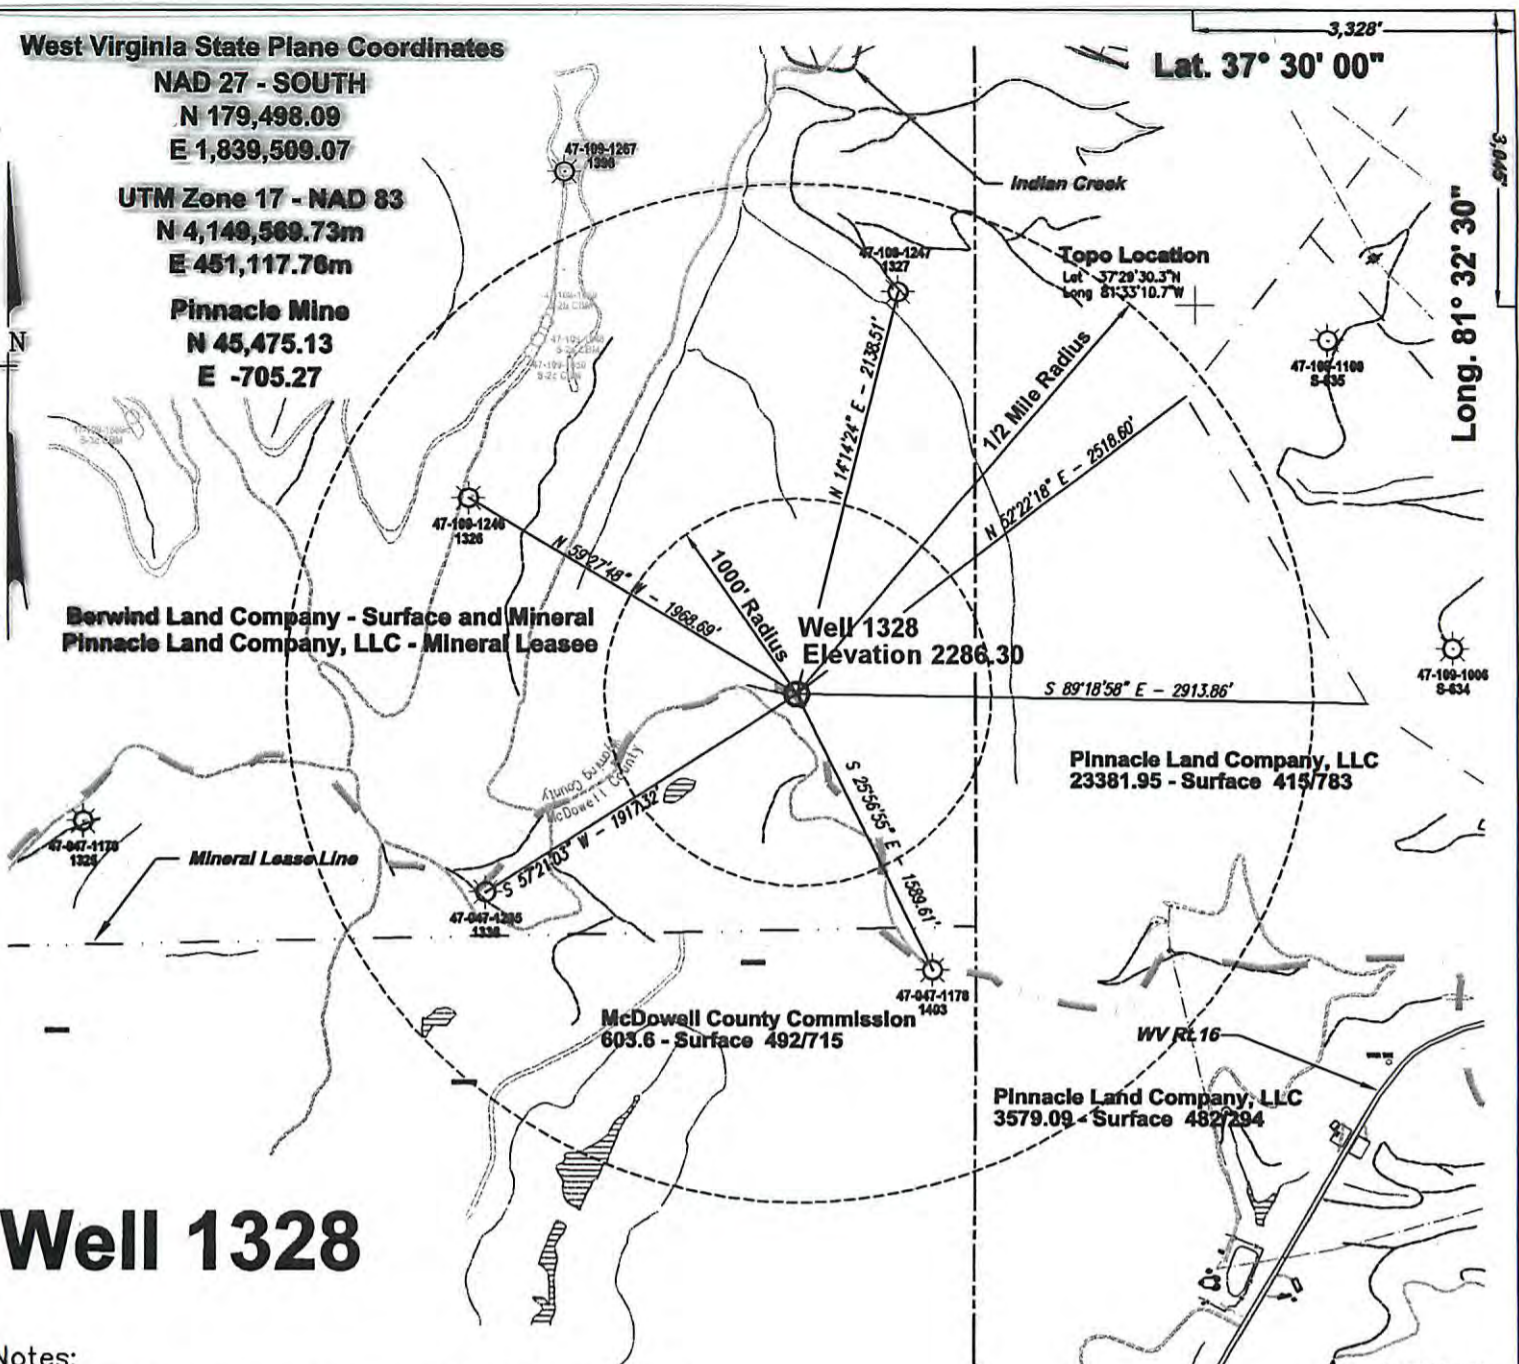 West Virginia State Plane Coordinates
NAD 27 - SOUTH
N 179,498.09
E 1,839,509.07
UTM Zone 17 - NAD 83
N 4,149,569.73m
E 451,117.76m
Pinnacle Mine
N 45,475.13
E -705.27
N
3,328'
Lat. 37° 30' 00"
3,045'
Long. 81° 32' 30"
47-109-1267
1398
Indian Creek
47-109-1247
1327
Topo Location
Lat 37°29'30.3"N
Long 81°33'10.7"W
47-109-1109
S-635
N 14°14'24" E - 2138.51'
1/2 Mile Radius
N 52°22'18" E - 2518.60'
47-109-1246
1326
N 59°27'48" W - 1968.69'
1000' Radius
Berwind Land Company - Surface and Mineral
Pinnacle Land Company, LLC - Mineral Leasee
Well 1328
Elevation 2286.30
47-109-1006
S-634
S 89°18'58" E - 2913.86'
Pinnacle Land Company, LLC
23381.95 - Surface 415/783
Wyoming County
McDowell County
S 57°21'03" W - 1917.32'
S 25°56'55" E - 1589.61'
47-047-1173
1325
Mineral Lease Line
1338
47-047-1178
1403
McDowell County Commission
603.6 - Surface 492/715
WV Rt. 16
Pinnacle Land Company, LLC
3579.09 - Surface 482/294
Well 1328
Notes: